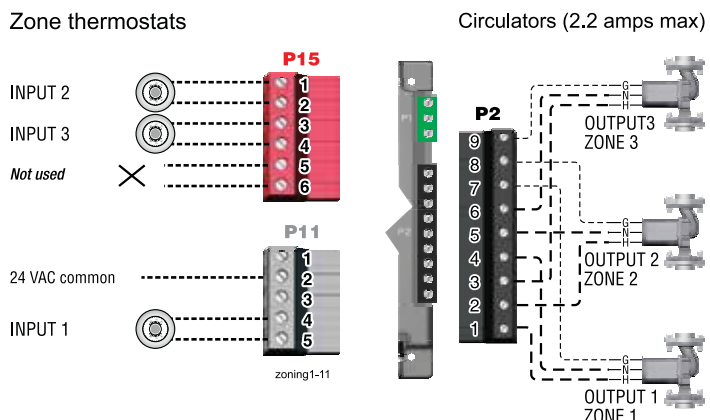 Zone thermostats
Circulators (2.2 amps max)
P15
INPUT 2
INPUT 3
Not used
1
2
3
4
5
6
P11
24 VAC common
INPUT 1
1
2
3
4
5
zoning1-11
P1
P2
P2
9
8
7
6
5
4
3
2
1
G
N
H
OUTPUT3
ZONE 3
G
N
H
OUTPUT 2
ZONE 2
G
N
H
OUTPUT 1
ZONE 1